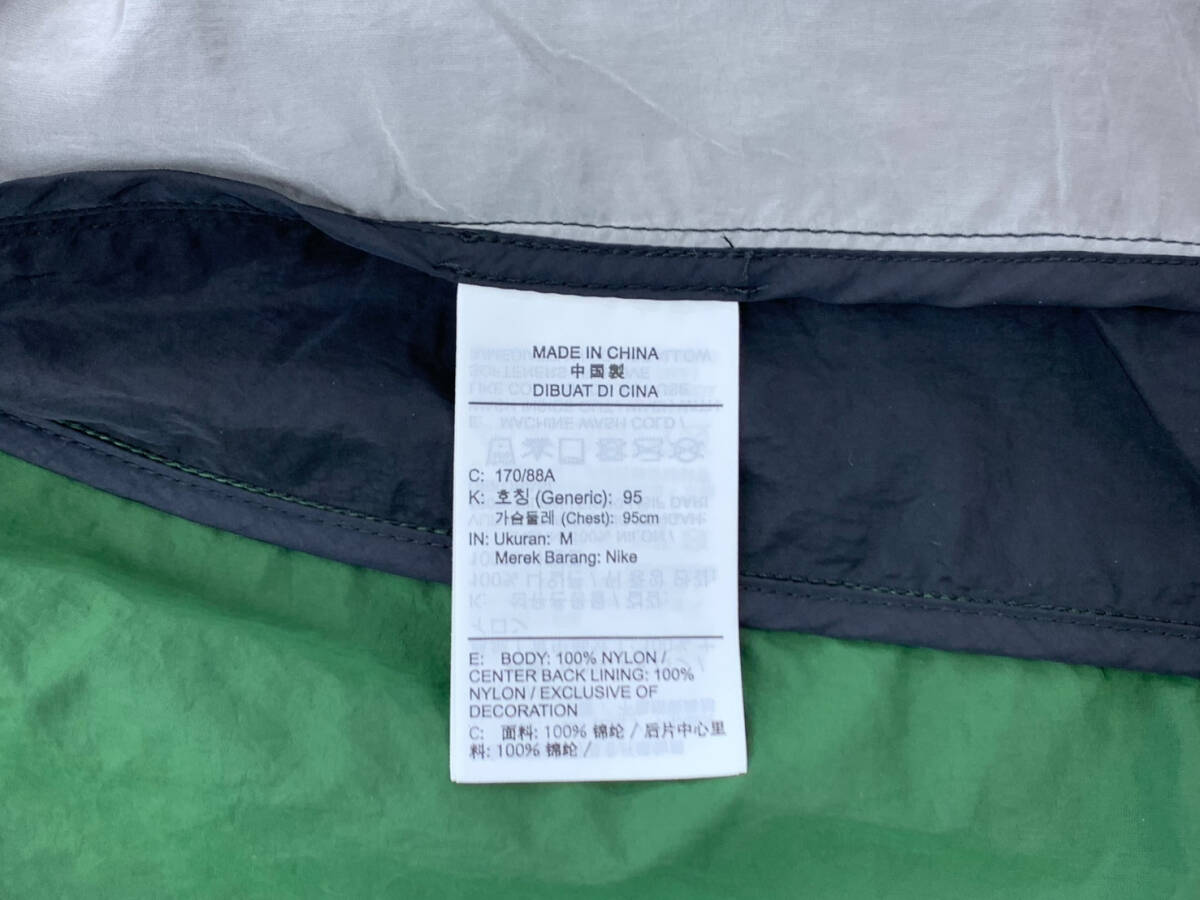 MADE IN CHINA
中国製
DIBUAT DI CINA
C: 170/88A
K: 호칭 (Generic): 95
가슴둘레 (Chest): 95cm
IN: Ukuran: M
Merek Barang: Nike
E: BODY: 100% NYLON /
CENTER BACK LINING: 100%
NYLON / EXCLUSIVE OF
DECORATION
C: 面料: 100% 锦纶 / 后片中心里
料: 100% 锦纶 /